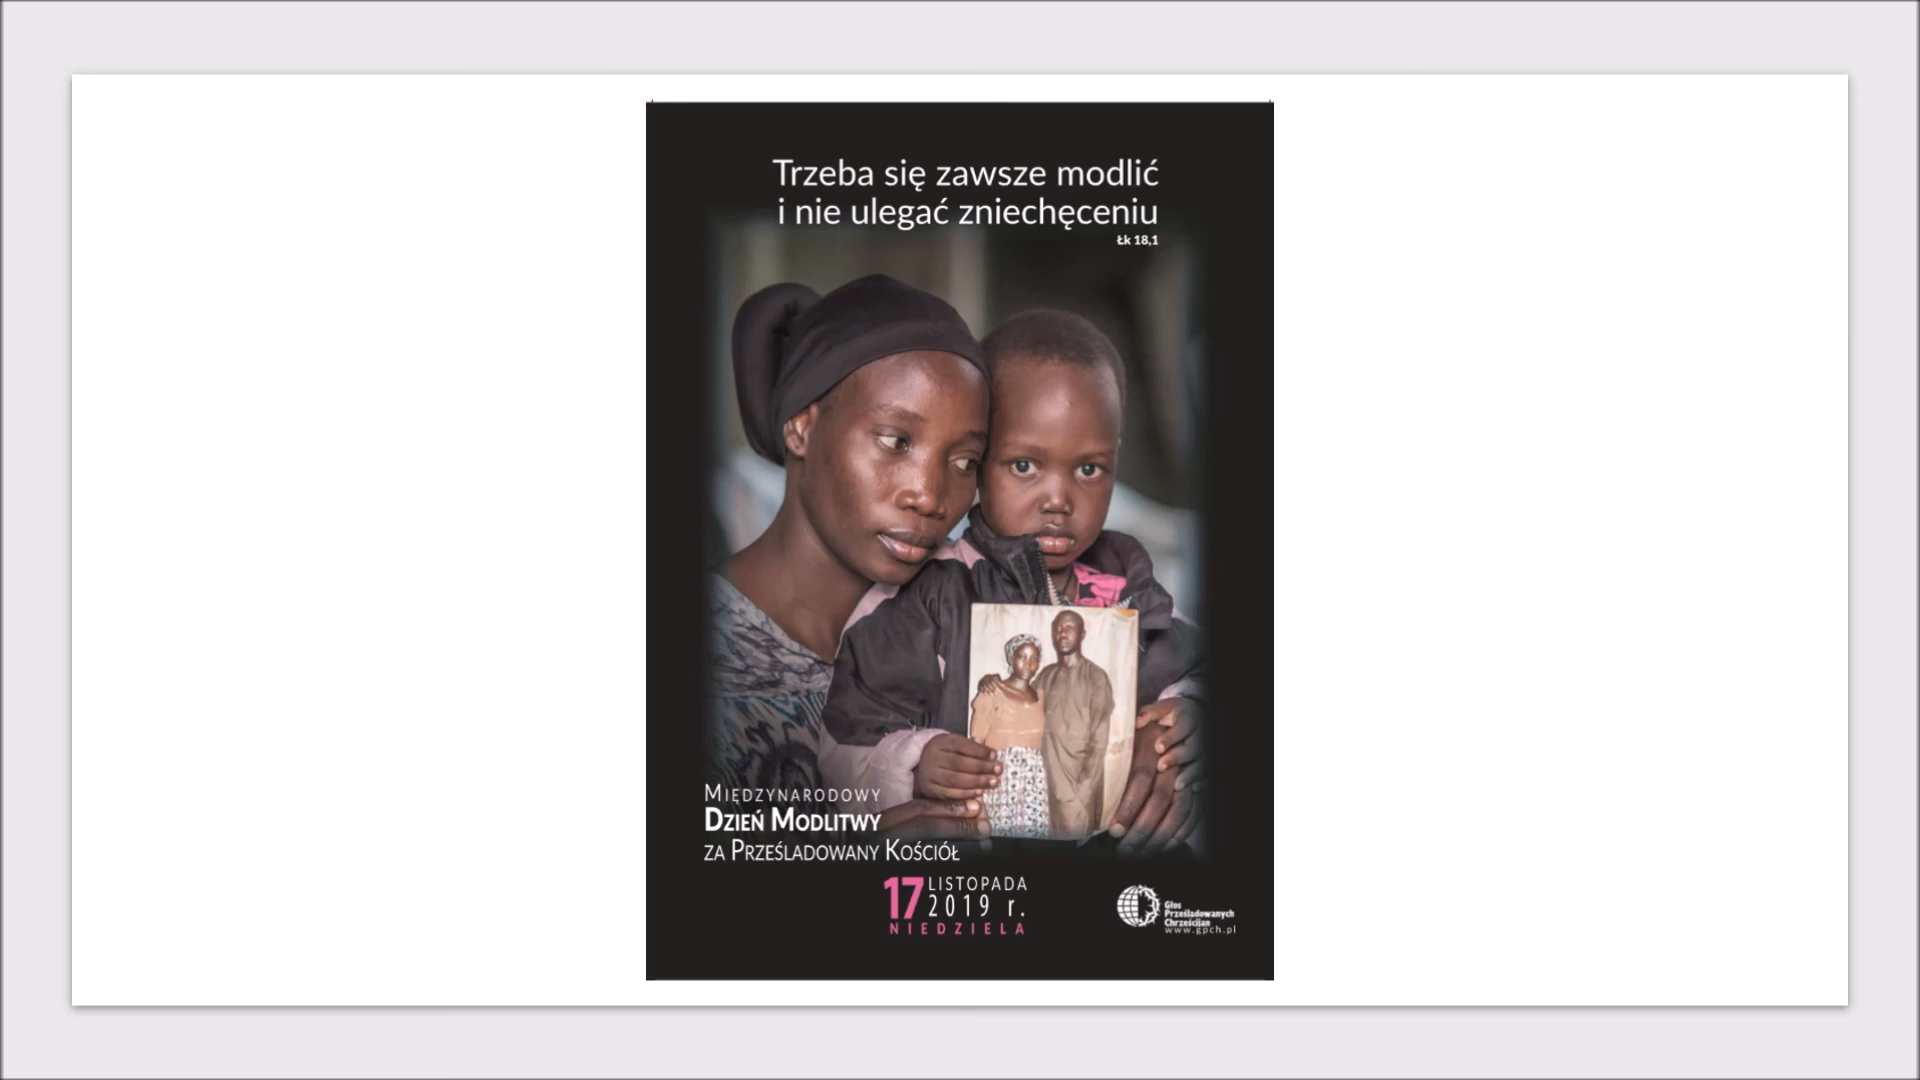 Trzeba się zawsze modlić
i nie ulegać zniechęceniu
Łk 18,1
Międzynarodowy
Dzień Modlitwy
za Prześladowany Kościół
17 LISTOPADA
2019 r.
NIEDZIELA
Głos
Prześladowanych
Chrześcijan
www.gpch.pl